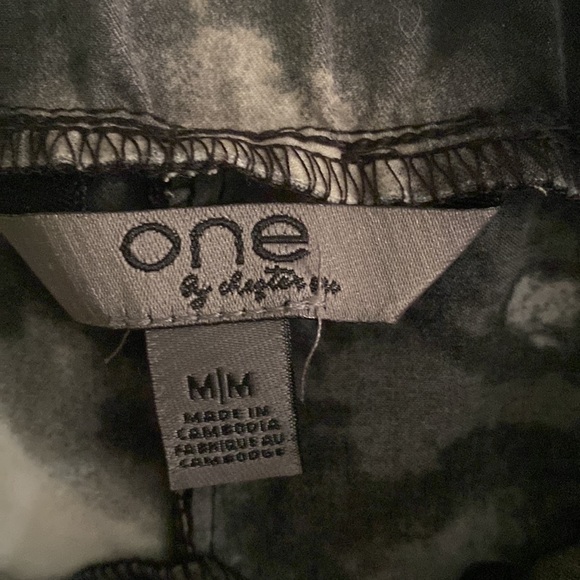 one
by chapter one
M|M
MADE IN
CAMBODIA
FABRIQUE AU
CAMBODGE